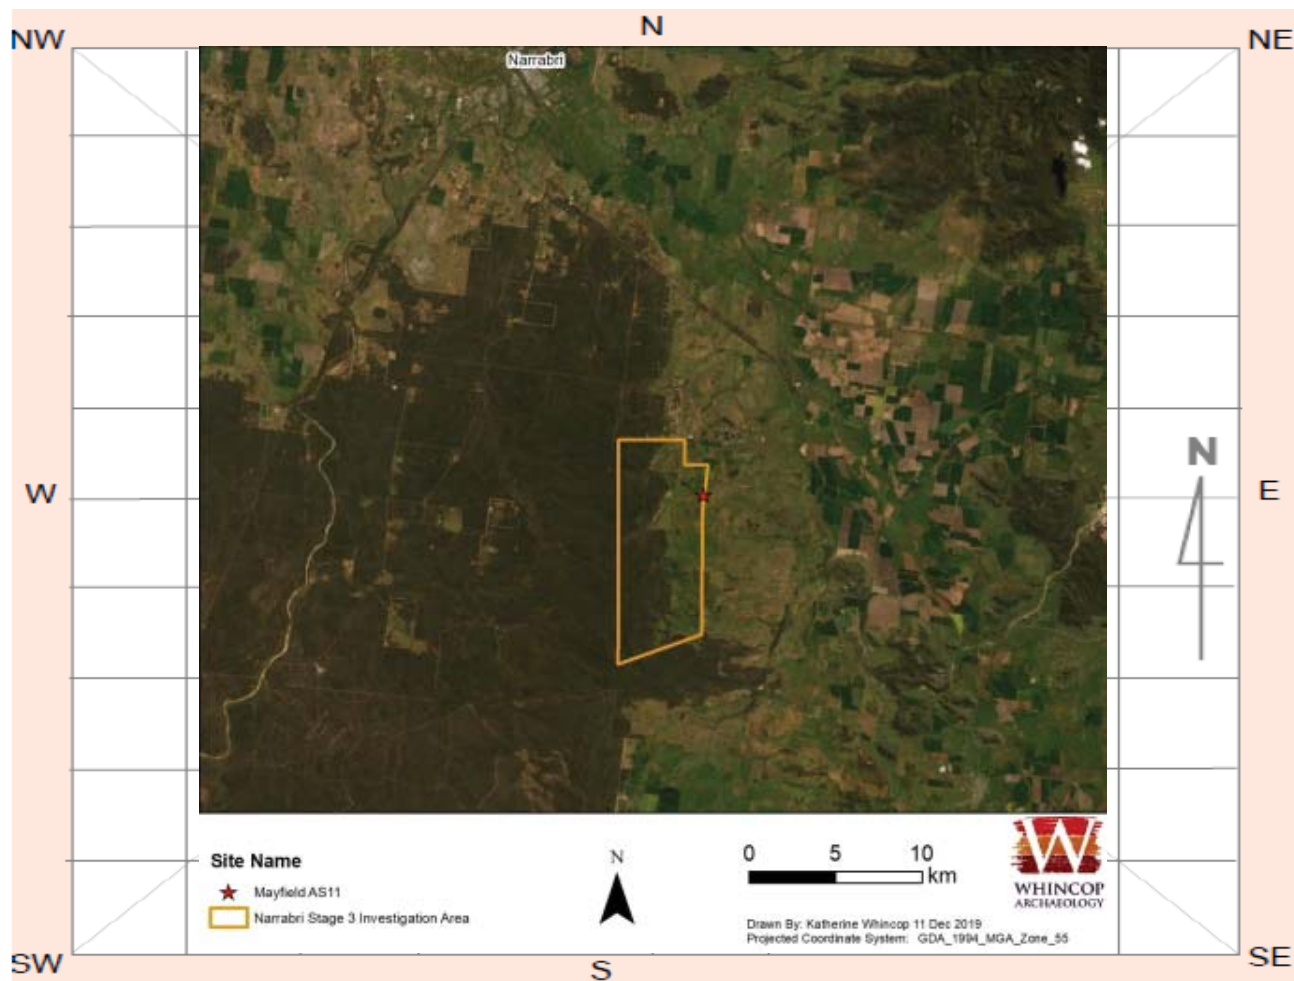 NW
N
NE
Narrabri
N
W
E
Site Name
Mayfield AS11
Narrabri Stage 3 Investigation Area
N
0 5 10
km
W
WHINCOP
ARCHAEOLOGY
Drawn By: Katherine Whincop 11 Dec 2019
Projected Coordinate System: GDA_1994_MGA_Zone_55
SW
S
SE